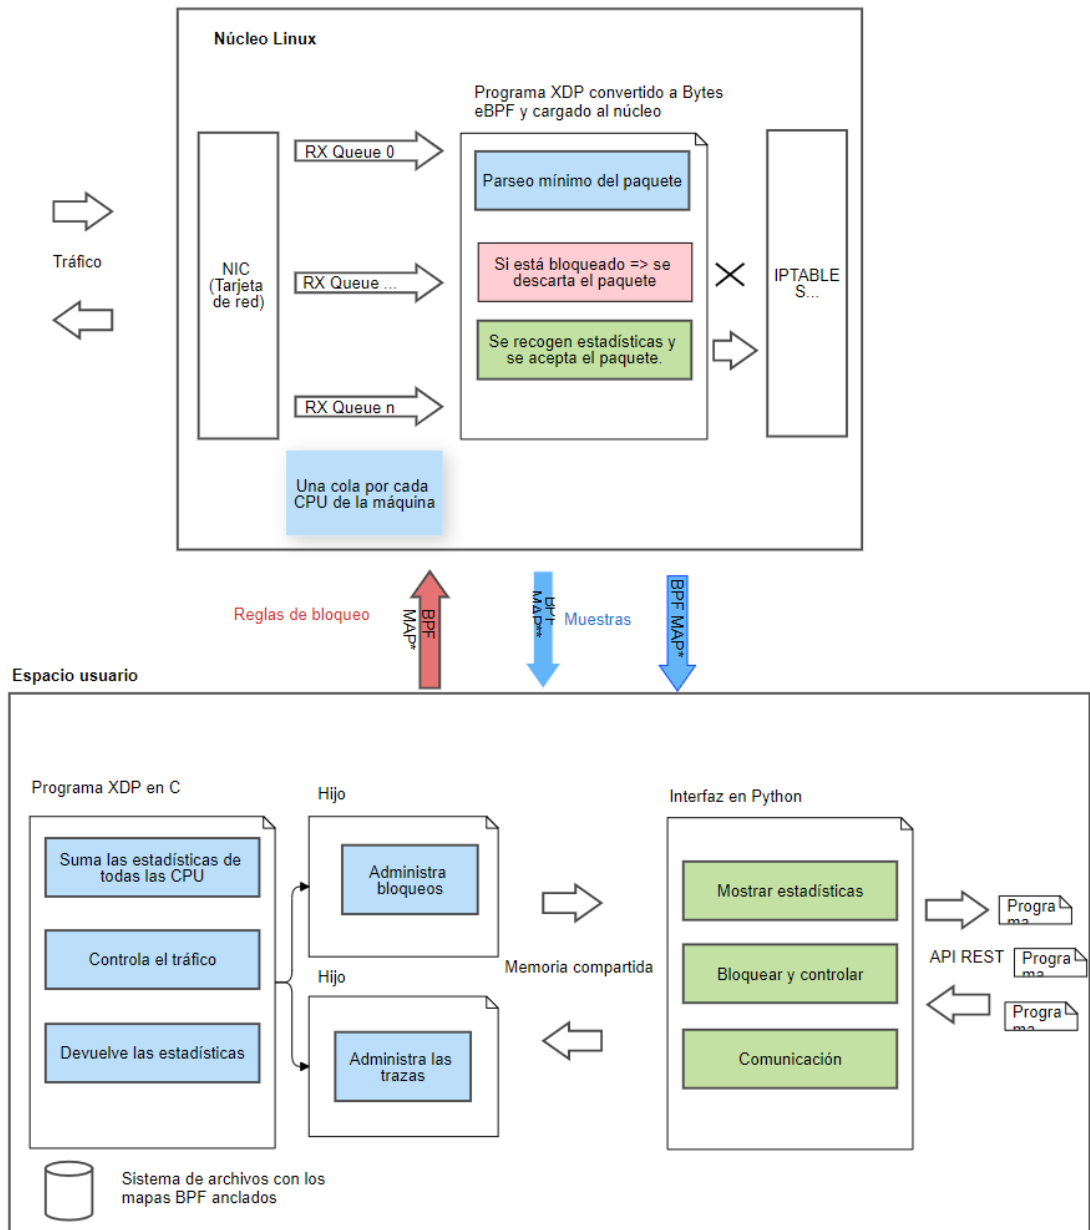 Núcleo Linux
Programa XDP convertido a Bytes
eBPF y cargado al núcleo
RX Queue 0
Parseo mínimo del paquete
Tráfico
NIC
(Tarjeta
de red)
RX Queue ...
Si está bloqueado => se
descarta el paquete
IPTABLE
S...
Se recogen estadísticas y
se acepta el paquete.
RX Queue n
Una cola por cada
CPU de la máquina
Reglas de bloqueo
BPF
MAP*
BPF
MAP**
Muestras
BPF MAP*
Espacio usuario
Programa XDP en C
Suma las estadísticas de
todas las CPU
Controla el tráfico
Devuelve las estadísticas
Hijo
Administra
bloqueos
Hijo
Administra las
trazas
Memoria compartida
Interfaz en Python
Mostrar estadísticas
Bloquear y controlar
Comunicación
Progra
ma
API REST
Progra
ma
Progra
ma
Sistema de archivos con los
mapas BPF anclados